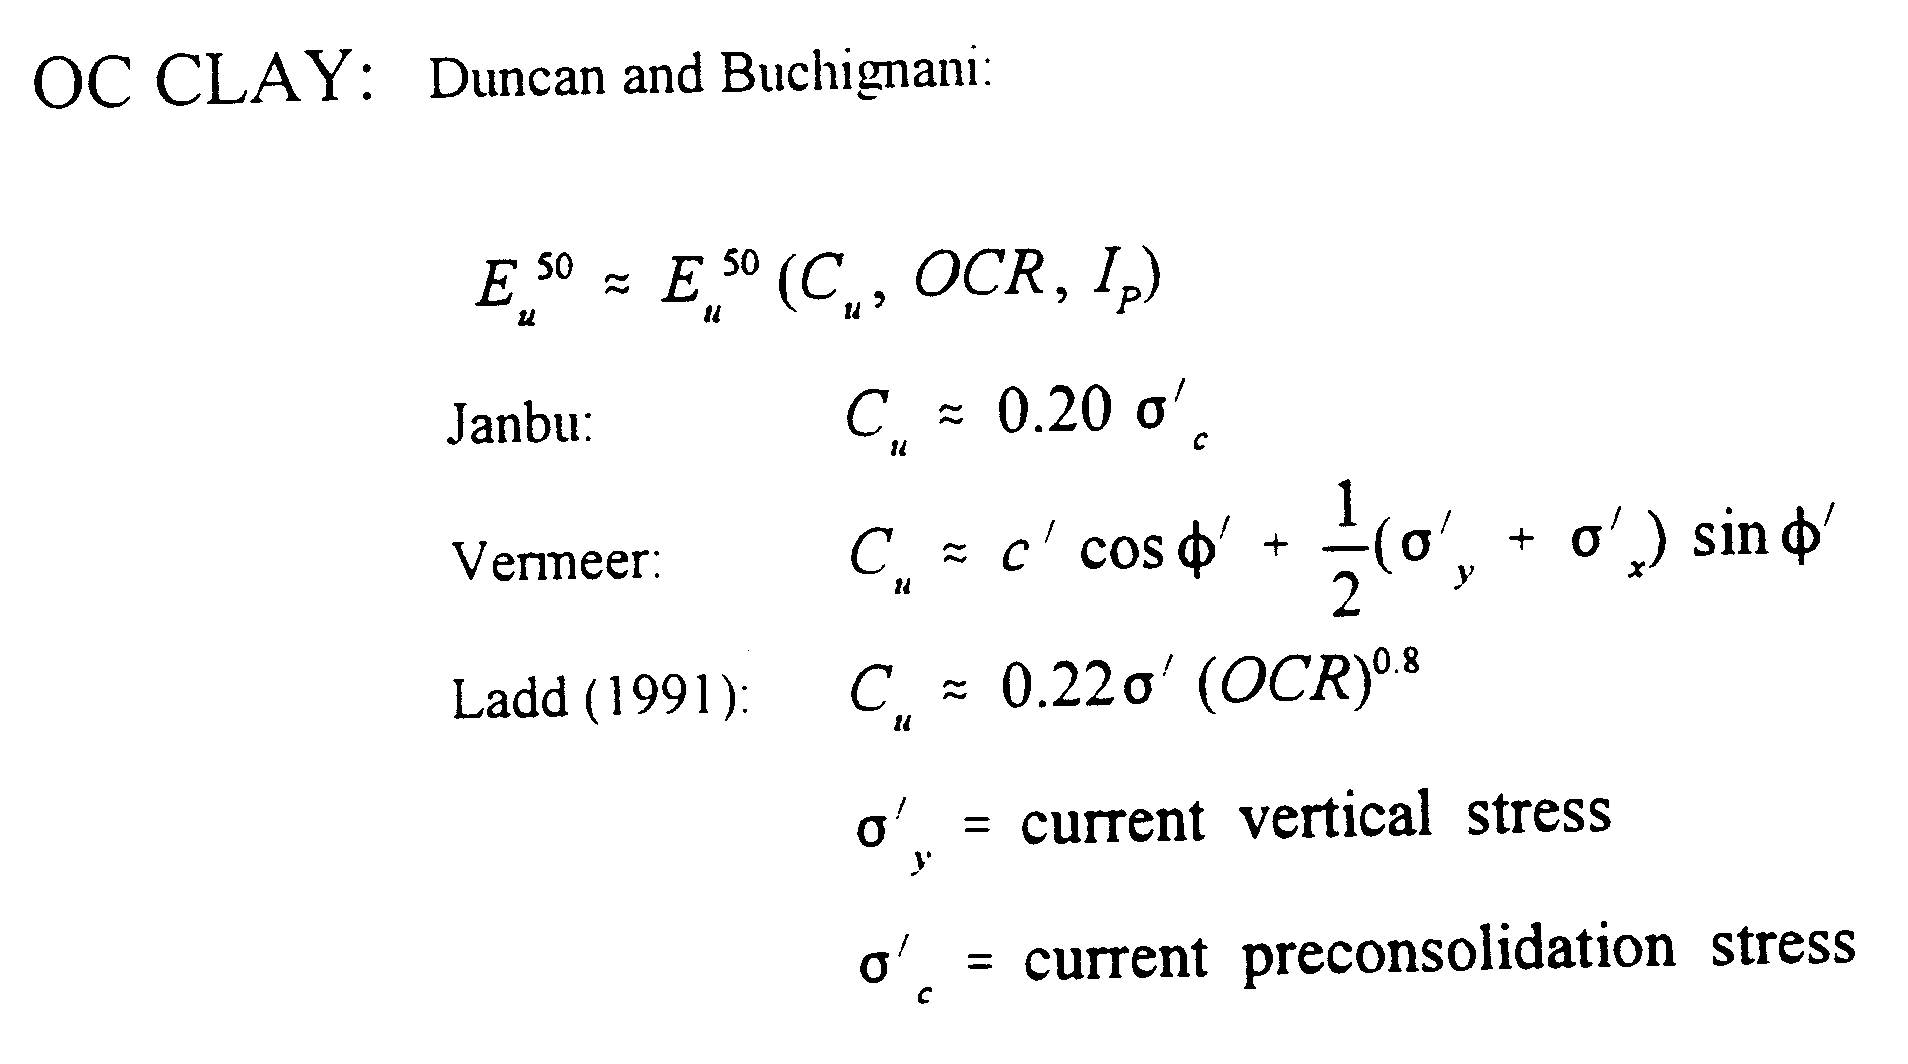 OC CLAY: Duncan and Buchignani:
E_u^50 ≈ E_u^50 (C_u, OCR, I_P)
Janbu: C_u ≈ 0.20 σ′_c
Vermeer: C_u ≈ c′ cos ϕ′ + 1/2 (σ′_y + σ′_x) sin ϕ′
Ladd (1991): C_u ≈ 0.22σ′ (OCR)^0.8
σ′_y = current vertical stress
σ′_c = current preconsolidation stress